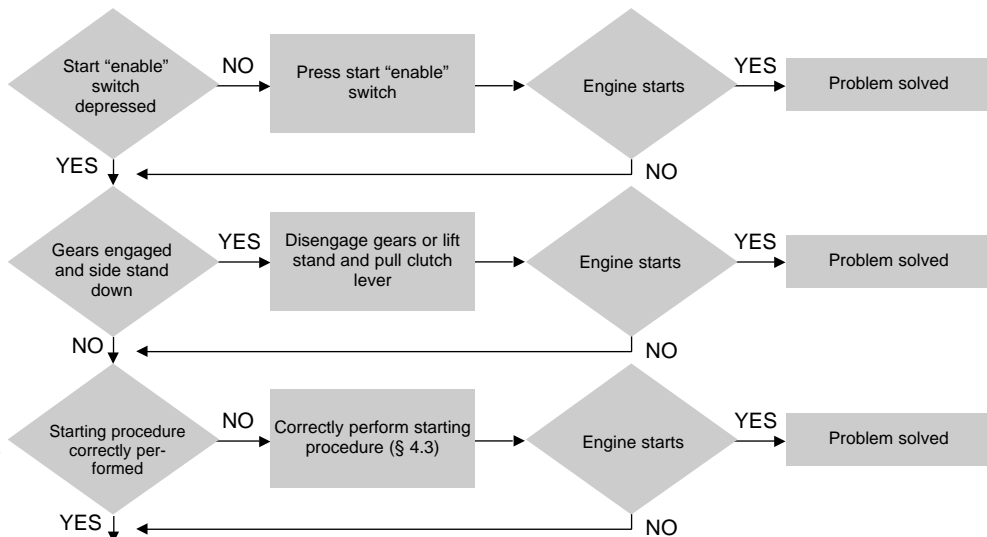 Start “enable”
switch
depressed
NO
Press start “enable”
switch
Engine starts
YES
Problem solved
YES
NO
Gears engaged
and side stand
down
YES
Disengage gears or lift
stand and pull clutch
lever
Engine starts
YES
Problem solved
NO
NO
Starting procedure
correctly per-
formed
NO
Correctly perform starting
procedure (§ 4.3)
Engine starts
YES
Problem solved
YES
NO